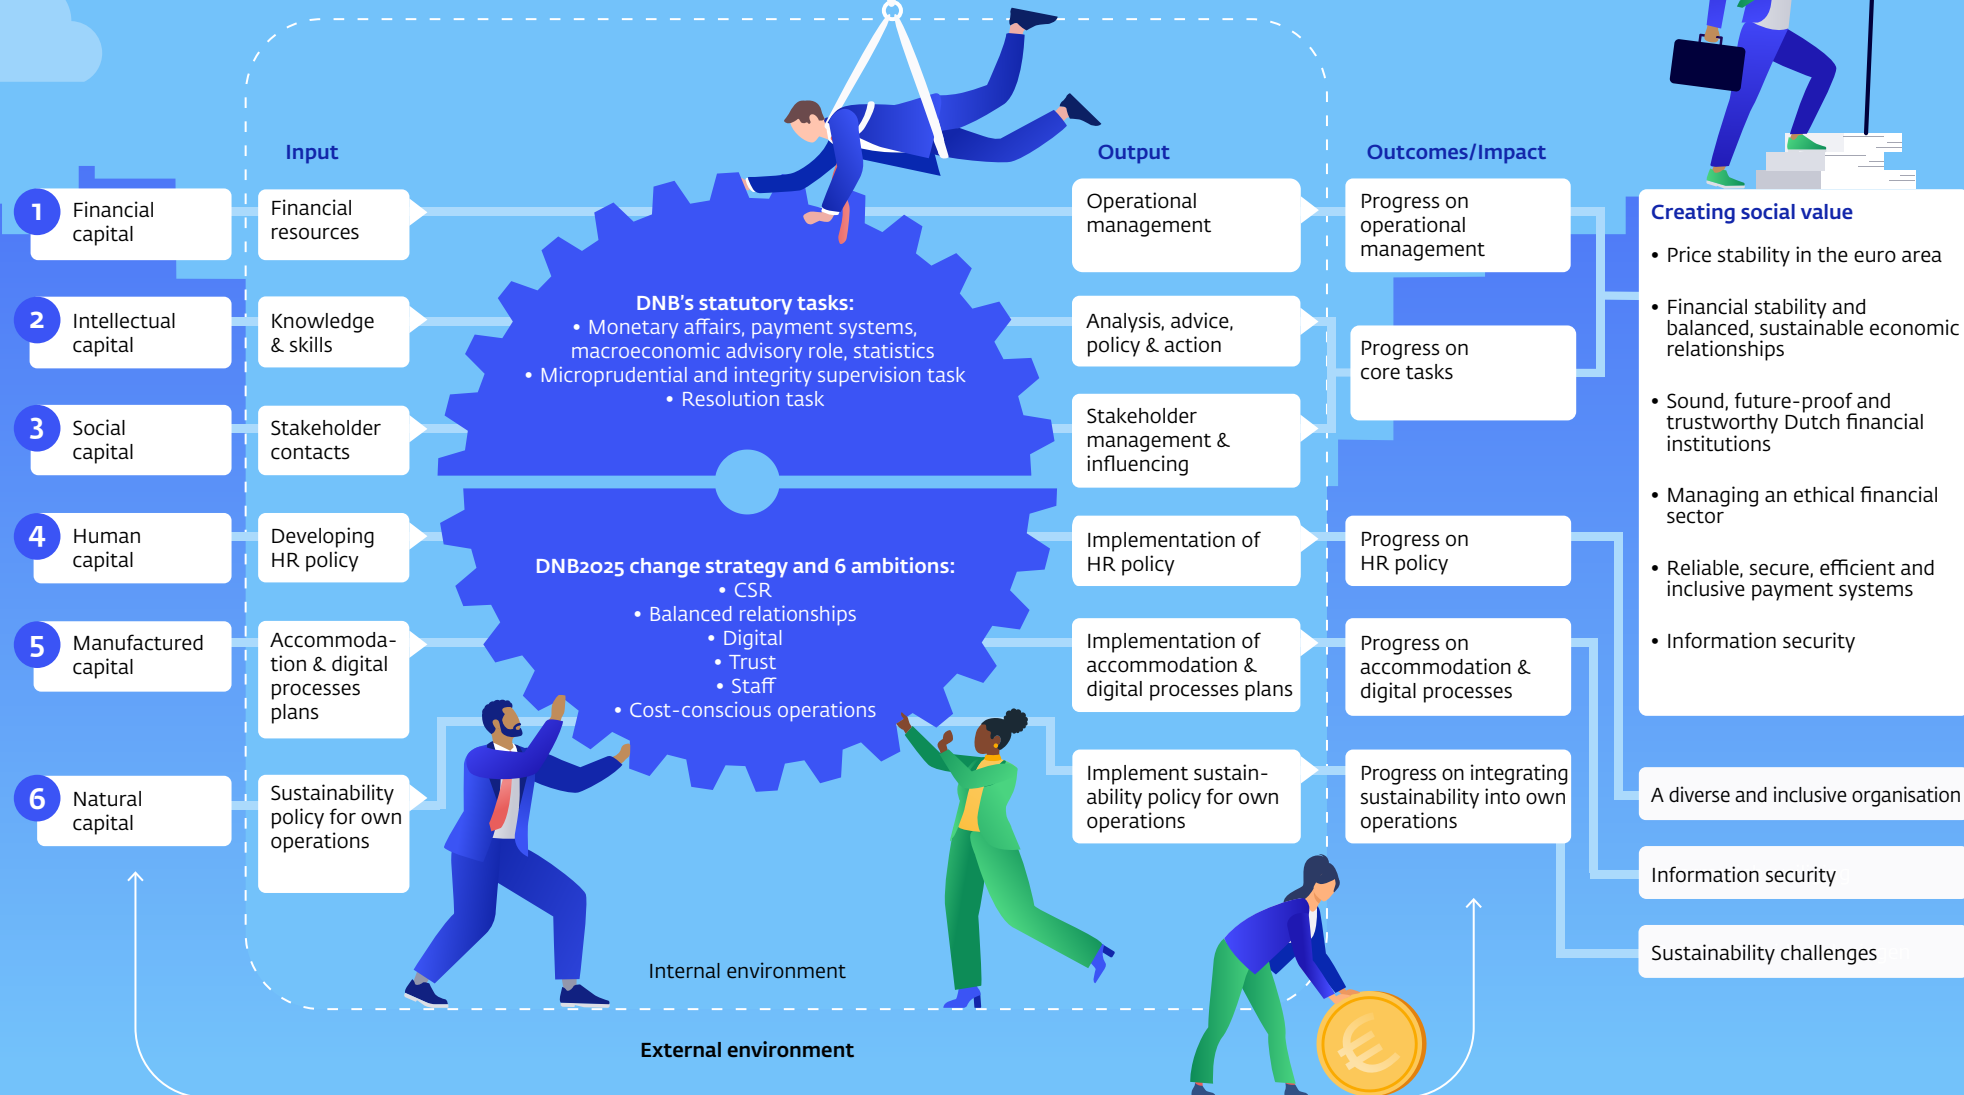 Input
Output
Outcomes/Impact
1
Financial
capital
Financial
resources
Operational
management
Progress on
operational
management
2
Intellectual
capital
Knowledge
& skills
Analysis, advice,
policy & action
Progress on
core tasks
3
Social
capital
Stakeholder
contacts
Stakeholder
management &
influencing
4
Human
capital
Developing
HR policy
Implementation of
HR policy
Progress on
HR policy
5
Manufactured
capital
Accommoda-
tion & digital
processes
plans
Implementation of
accommodation &
digital processes plans
Progress on
accommodation &
digital processes
6
Natural
capital
Sustainability
policy for own
operations
Implement sustain-
ability policy for own
operations
Progress on integrating
sustainability into own
operations
DNB's statutory tasks:
• Monetary affairs, payment systems,
macroeconomic advisory role, statistics
• Microprudential and integrity supervision task
• Resolution task
DNB2025 change strategy and 6 ambitions:
• CSR
• Balanced relationships
• Digital
• Trust
• Staff
• Cost-conscious operations
Creating social value
• Price stability in the euro area
• Financial stability and
balanced, sustainable economic
relationships
• Sound, future-proof and
trustworthy Dutch financial
institutions
• Managing an ethical financial
sector
• Reliable, secure, efficient and
inclusive payment systems
• Information security
A diverse and inclusive organisation
Information security
Sustainability challenges
Internal environment
External environment
€